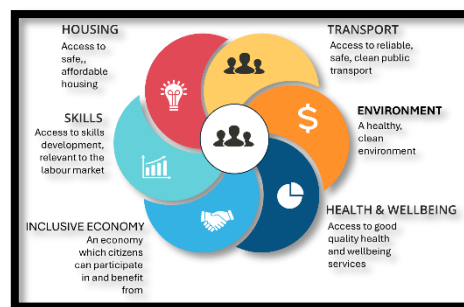 HOUSING
Access to
safe,,
affordable
housing
TRANSPORT
Access to reliable,
safe, clean public
transport
SKILLS
Access to skills
development,
relevant to the
labour market
ENVIRONMENT
A healthy,
clean
environment
INCLUSIVE ECONOMY
An economy
which citizens
can participate
in and benefit
from
HEALTH & WELLBEING
Access to good
quality health
and wellbeing
services
$